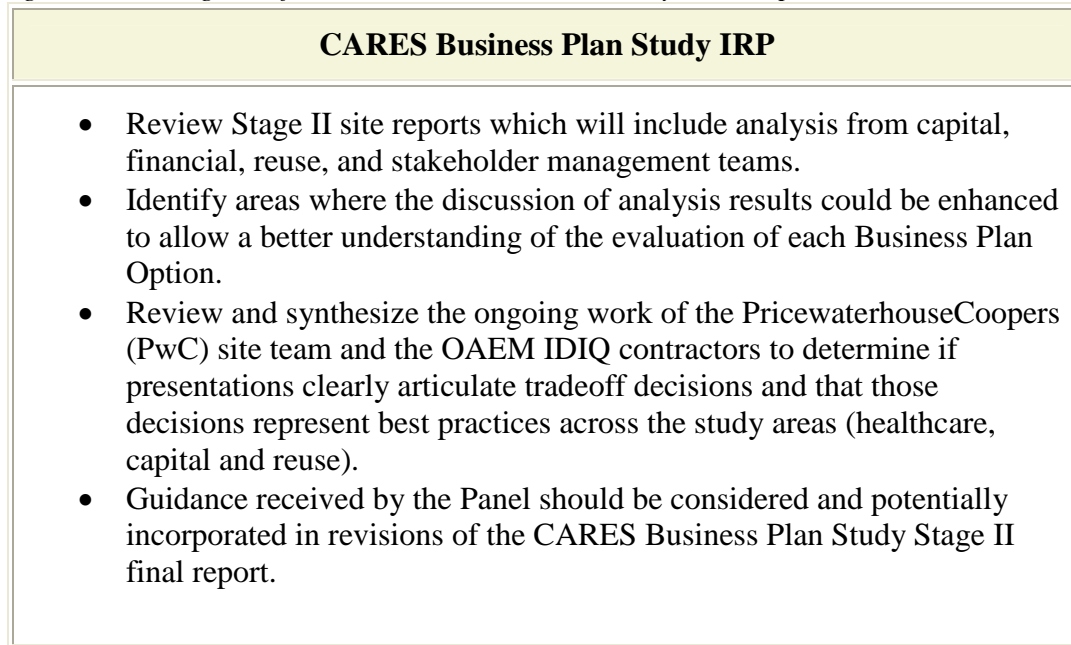 CARES Business Plan Study IRP
• Review Stage II site reports which will include analysis from capital,
financial, reuse, and stakeholder management teams.
• Identify areas where the discussion of analysis results could be enhanced
to allow a better understanding of the evaluation of each Business Plan
Option.
• Review and synthesize the ongoing work of the PricewaterhouseCoopers
(PwC) site team and the OAEM IDIQ contractors to determine if
presentations clearly articulate tradeoff decisions and that those
decisions represent best practices across the study areas (healthcare,
capital and reuse).
• Guidance received by the Panel should be considered and potentially
incorporated in revisions of the CARES Business Plan Study Stage II
final report.